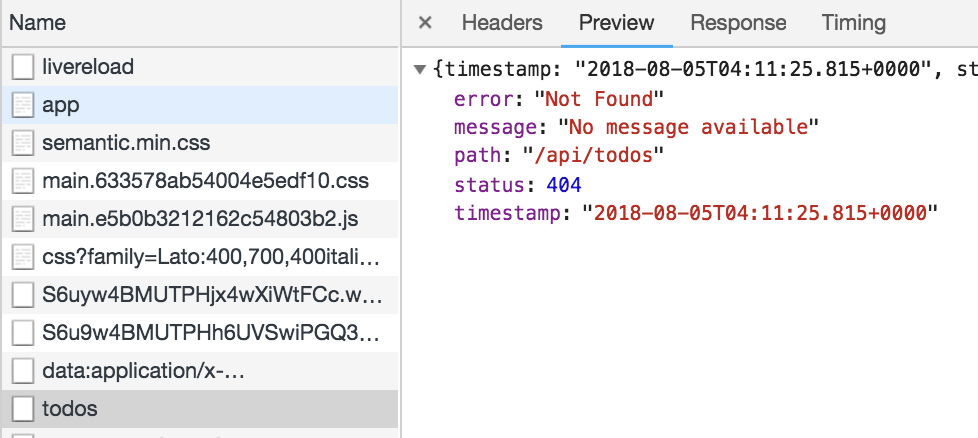 Name
× Headers Preview Response Timing
livereload
app
semantic.min.css
main.633578ab54004e5edf10.css
main.e5b0b3212162c54803b2.js
css?family=Lato:400,700,400itali…
S6uyw4BMUTPHjx4wXiWtFCc.w…
S6u9w4BMUTPHh6UVSwiPGQ3…
data:application/x-…
todos
▼{timestamp: "2018-08-05T04:11:25.815+0000", st
error: "Not Found"
message: "No message available"
path: "/api/todos"
status: 404
timestamp: "2018-08-05T04:11:25.815+0000"